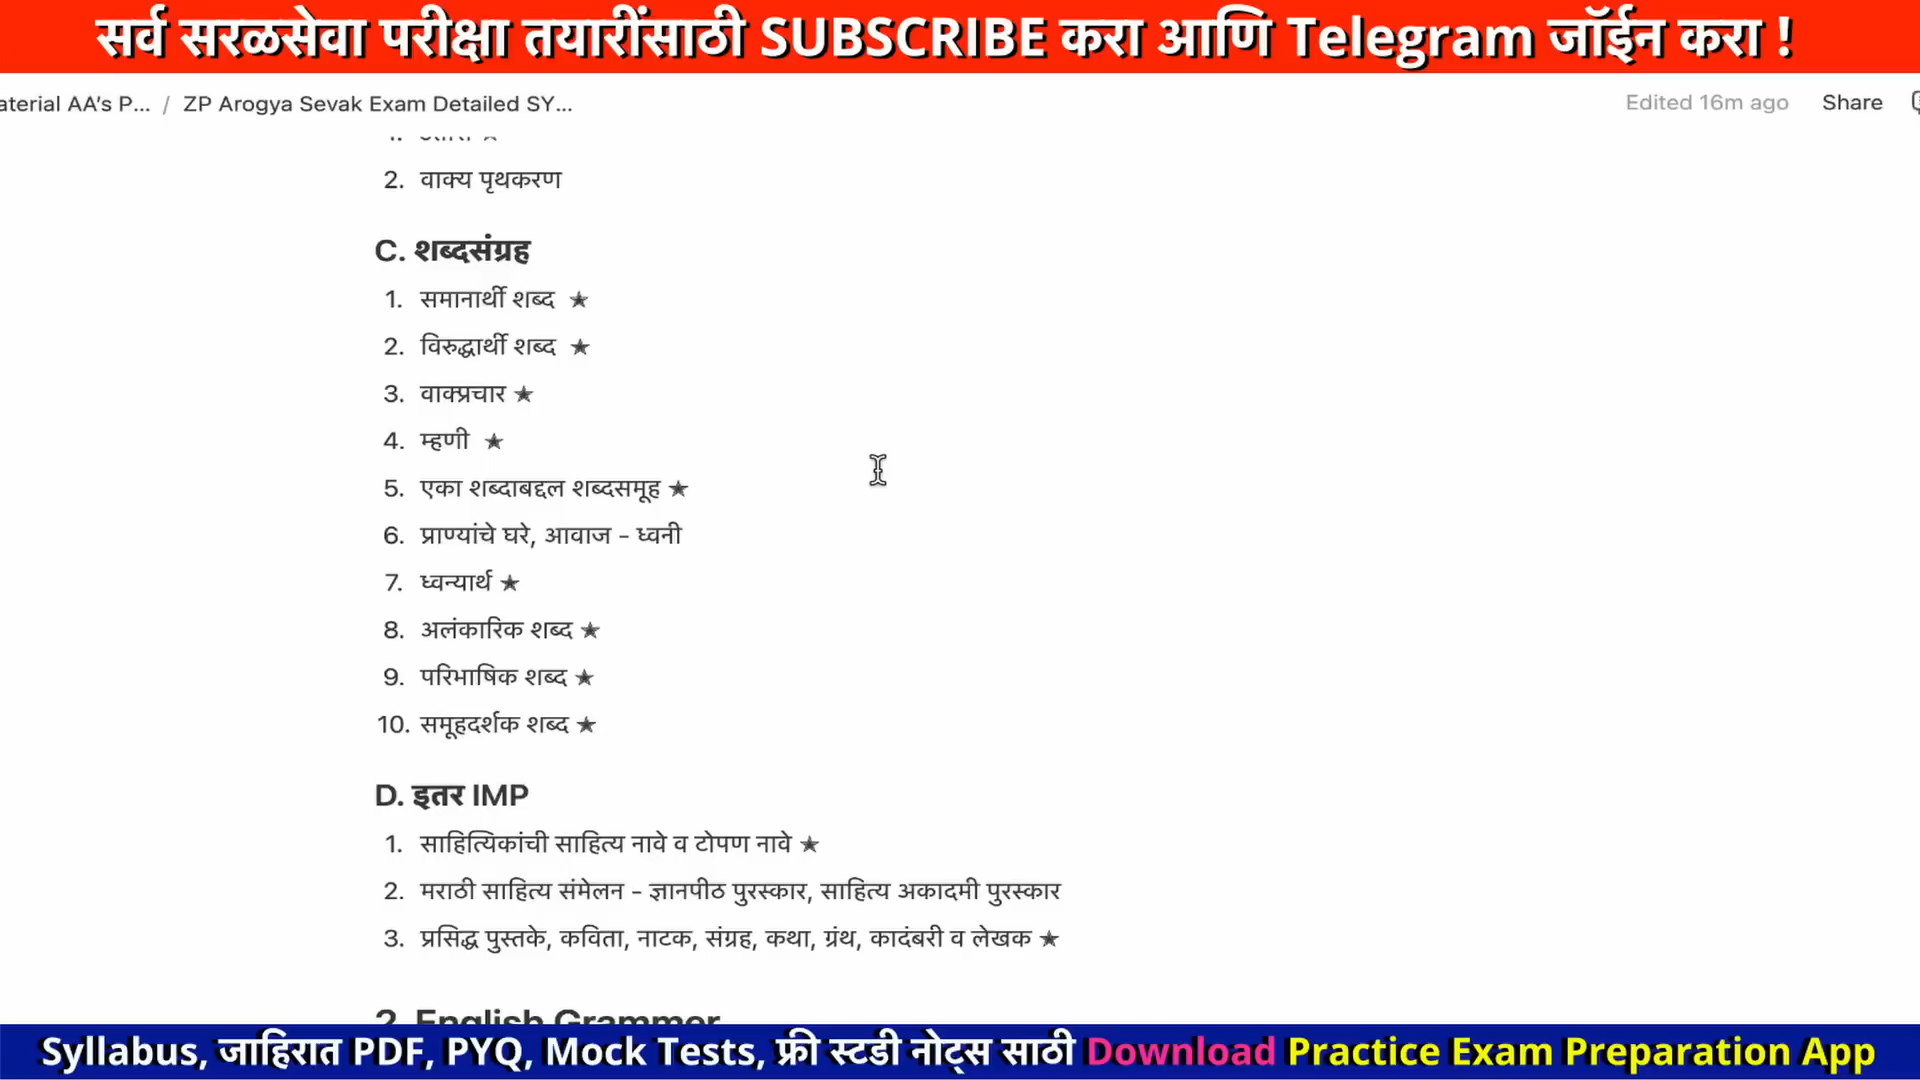 सर्व सरळसेवा परीक्षा तयारींसाठी SUBSCRIBE करा आणि Telegram जॉईन करा !
aterial AA's P... / ZP Arogya Sevak Exam Detailed SY... Edited 16m ago Share
2. वाक्य पृथकरण
C. शब्दसंग्रह
1. समानार्थी शब्द ★
2. विरुद्धार्थी शब्द ★
3. वाक्प्रचार ★
4. म्हणी ★
5. एका शब्दाबद्दल शब्दसमूह ★
6. प्राण्यांचे घरे, आवाज - ध्वनी
7. ध्वन्यार्थ ★
8. अलंकारिक शब्द ★
9. परिभाषिक शब्द ★
10. समूहदर्शक शब्द ★
D. इतर IMP
1. साहित्यिकांची साहित्य नावे व टोपण नावे ★
2. मराठी साहित्य संमेलन - ज्ञानपीठ पुरस्कार, साहित्य अकादमी पुरस्कार
3. प्रसिद्ध पुस्तके, कविता, नाटक, संग्रह, कथा, ग्रंथ, कादंबरी व लेखक ★
2. English Grammer
Syllabus, जाहिरात PDF, PYQ, Mock Tests, फ्री स्टडी नोट्स साठी Download Practice Exam Preparation App